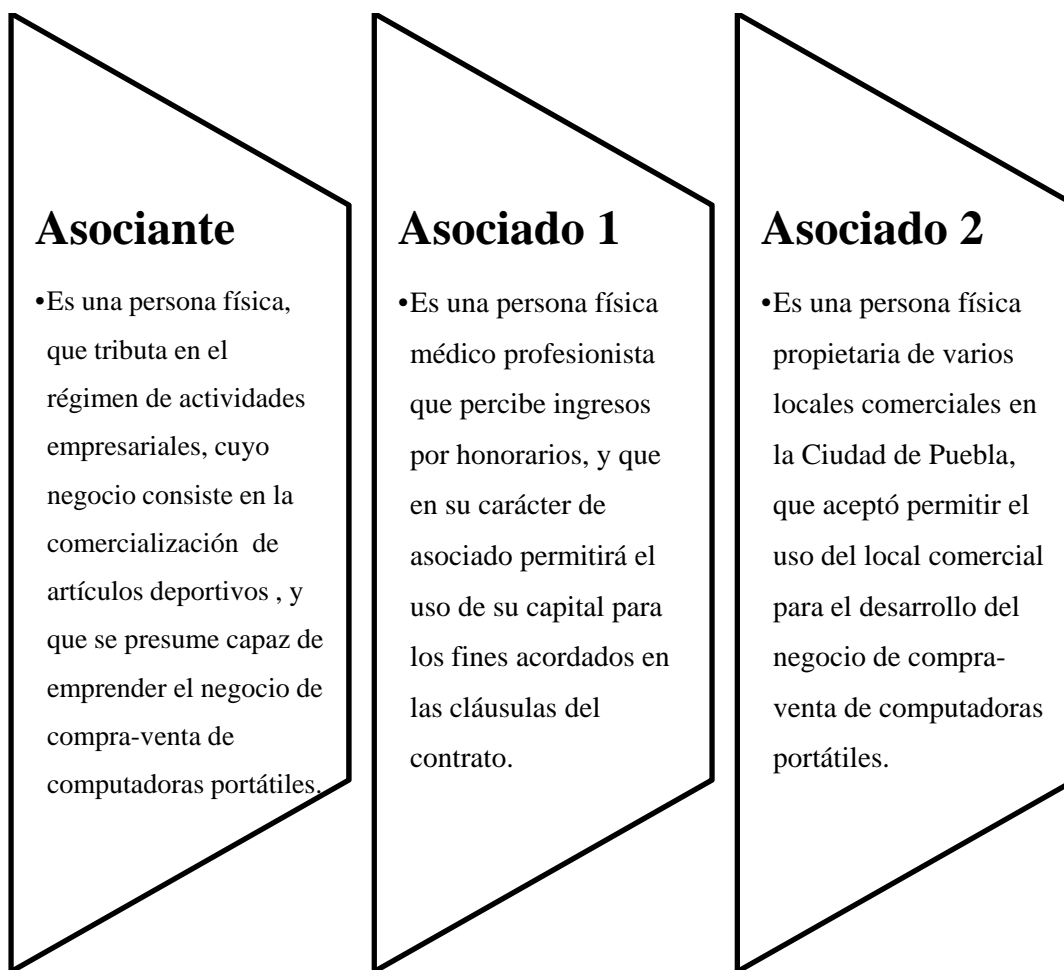 Asociante
•Es una persona física,
que tributa en el
régimen de actividades
empresariales, cuyo
negocio consiste en la
comercialización  de
artículos deportivos , y
que se presume capaz de
emprender el negocio de
compra-venta de
computadoras portátiles.
Asociado 1
•Es una persona física
médico profesionista
que percibe ingresos
por honorarios, y que
en su carácter de
asociado permitirá el
uso de su capital para
los fines acordados en
las cláusulas del
contrato.
Asociado 2
•Es una persona física
propietaria de varios
locales comerciales en
la Ciudad de Puebla,
que aceptó permitir el
uso del local comercial
para el desarrollo del
negocio de compra-
venta de computadoras
portátiles.